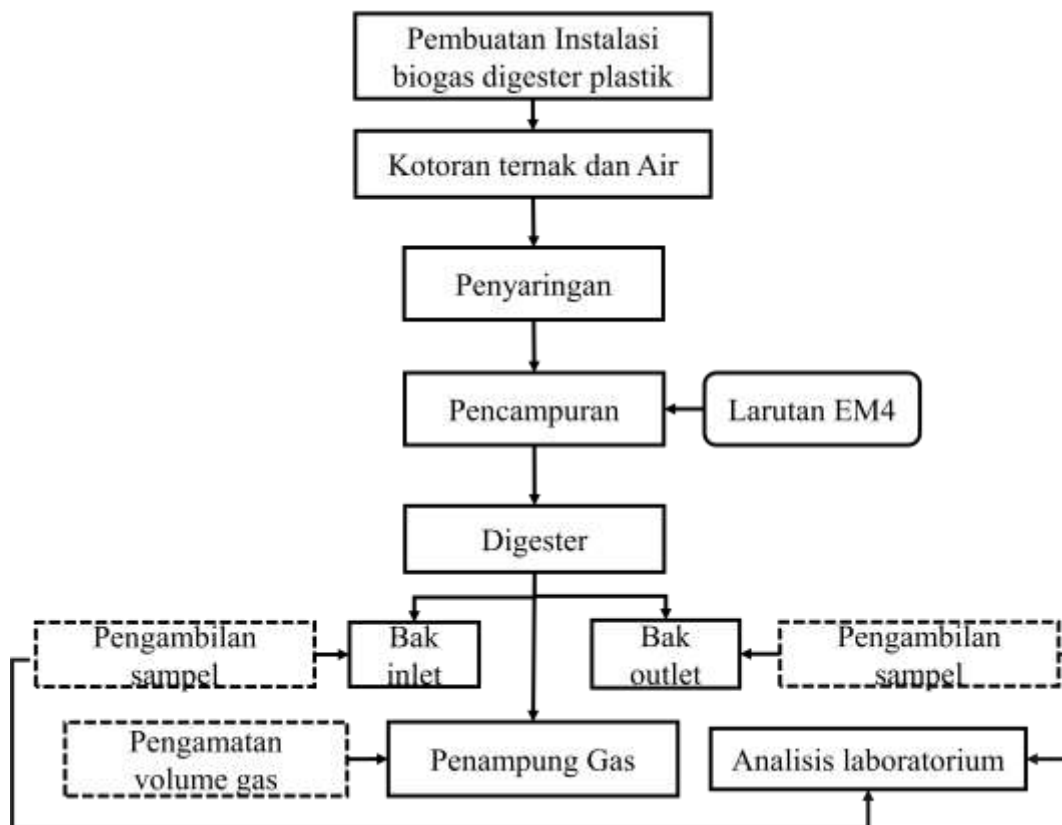 Pembuatan Instalasi
biogas digester plastik
Kotoran ternak dan Air
Penyaringan
Pencampuran
Larutan EM4
Digester
Pengambilan
sampel
Bak
inlet
Bak
outlet
Pengambilan
sampel
Pengamatan
volume gas
Penampung Gas
Analisis laboratorium